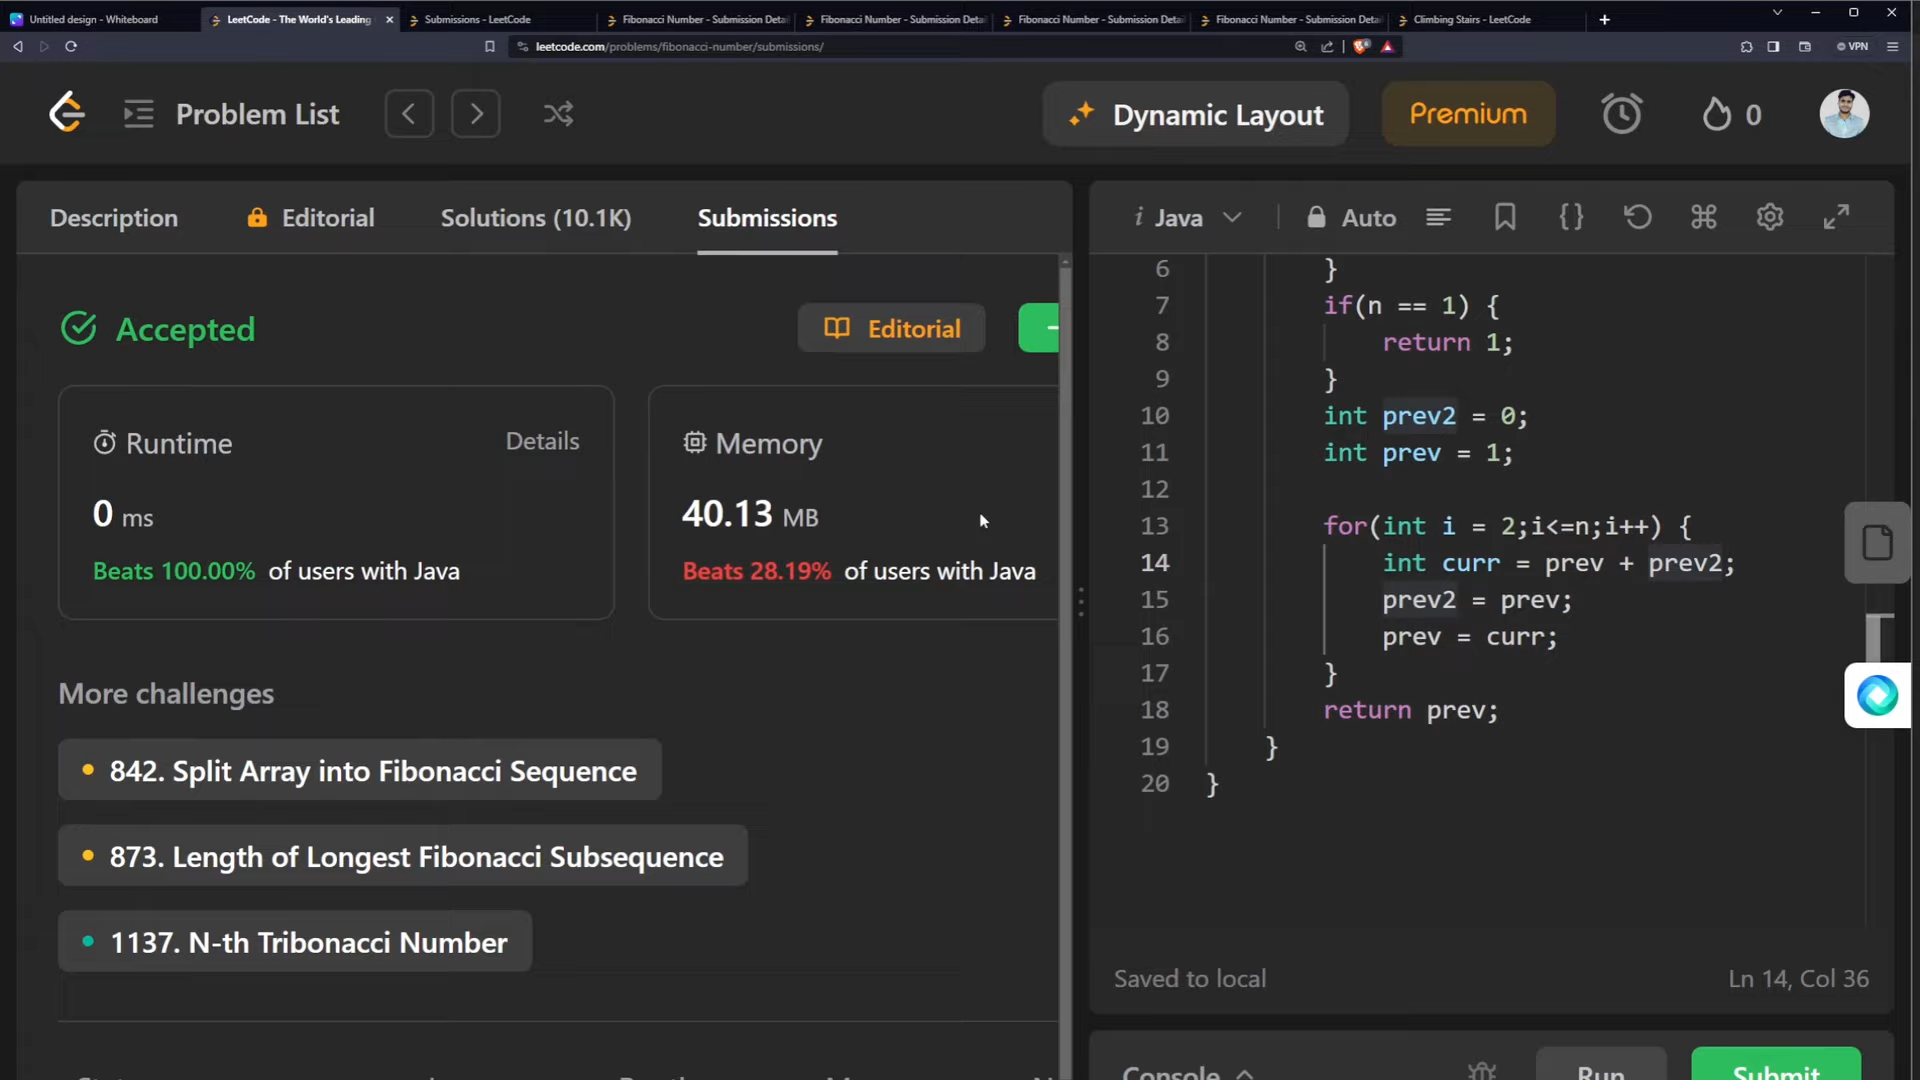 Untitled design - Whiteboard
LeetCode - The World's Leading
Submissions - LeetCode
Fibonacci Number - Submission Detai
Fibonacci Number - Submission Detai
Fibonacci Number - Submission Detai
Fibonacci Number - Submission Detai
Climbing Stairs - LeetCode
leetcode.com/problems/fibonacci-number/submissions/
VPN
Problem List
Dynamic Layout
Premium
0
Description
Editorial
Solutions (10.1K)
Submissions
Accepted
Editorial
Runtime
Details
0 ms
Beats 100.00% of users with Java
Memory
40.13 MB
Beats 28.19% of users with Java
More challenges
842. Split Array into Fibonacci Sequence
873. Length of Longest Fibonacci Subsequence
1137. N-th Tribonacci Number
i Java
Auto
6 }
7 if(n == 1) {
8 return 1;
9 }
10 int prev2 = 0;
11 int prev = 1;
12
13 for(int i = 2;i<=n;i++) {
14 int curr = prev + prev2;
15 prev2 = prev;
16 prev = curr;
17 }
18 return prev;
19 }
20 }
Saved to local
Ln 14, Col 36
Console
Run
Submit